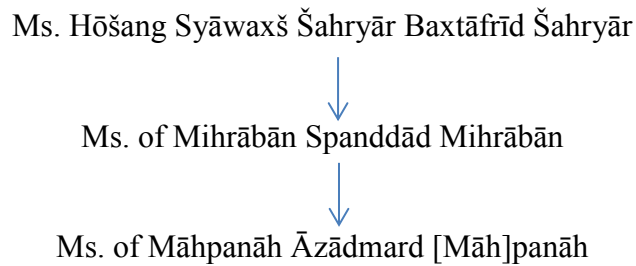 Ms. Hōšang Syāwaxš Šahryār Baxtāfrīd Šahryār
Ms. of Mihrābān Spanddād Mihrābān
Ms. of Māhpanāh Āzādmard [Māh]panāh